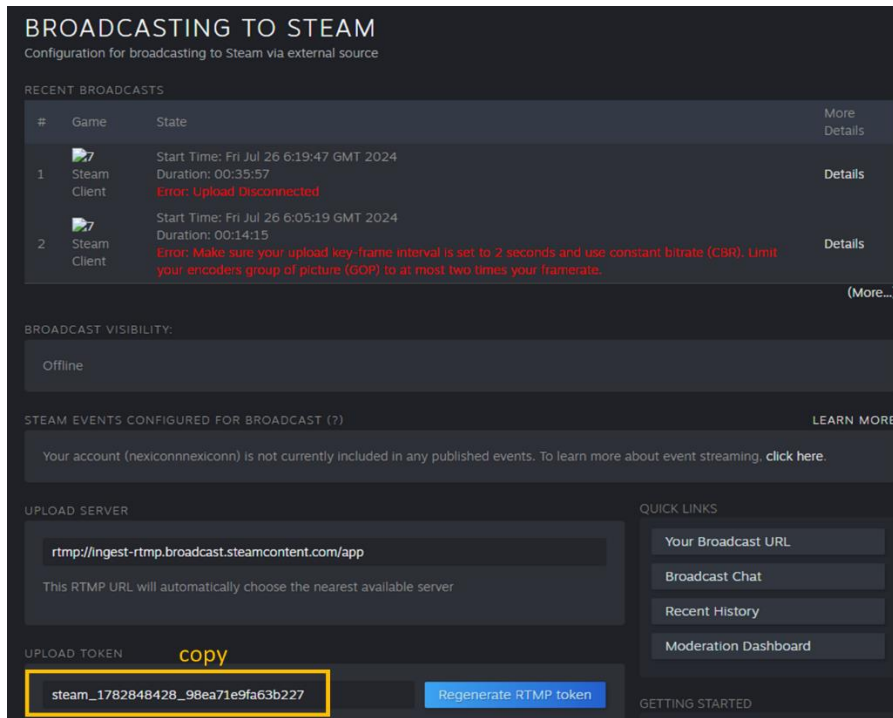 BROADCASTING TO STEAM
Configuration for broadcasting to Steam via external source
RECENT BROADCASTS
# Game State More Details
1 7 Steam Client
Start Time: Fri Jul 26 6:19:47 GMT 2024
Duration: 00:35:57
Error: Upload Disconnected
Details
2 7 Steam Client
Start Time: Fri Jul 26 6:05:19 GMT 2024
Duration: 00:14:15
Error: Make sure your upload key-frame interval is set to 2 seconds and use constant bitrate (CBR). Limit
your encoders group of picture (GOP) to at most two times your framerate.
Details
(More...
BROADCAST VISIBILITY:
Offline
STEAM EVENTS CONFIGURED FOR BROADCAST (?)
LEARN MORE
Your account (nexiconnnexiconn) is not currently included in any published events. To learn more about event streaming, click here.
UPLOAD SERVER
rtmp://ingest-rtmp.broadcast.steamcontent.com/app
This RTMP URL will automatically choose the nearest available server
QUICK LINKS
Your Broadcast URL
Broadcast Chat
Recent History
Moderation Dashboard
UPLOAD TOKEN
copy
steam_1782848428_98ea71e9fa63b227
Regenerate RTMP token
GETTING STARTED